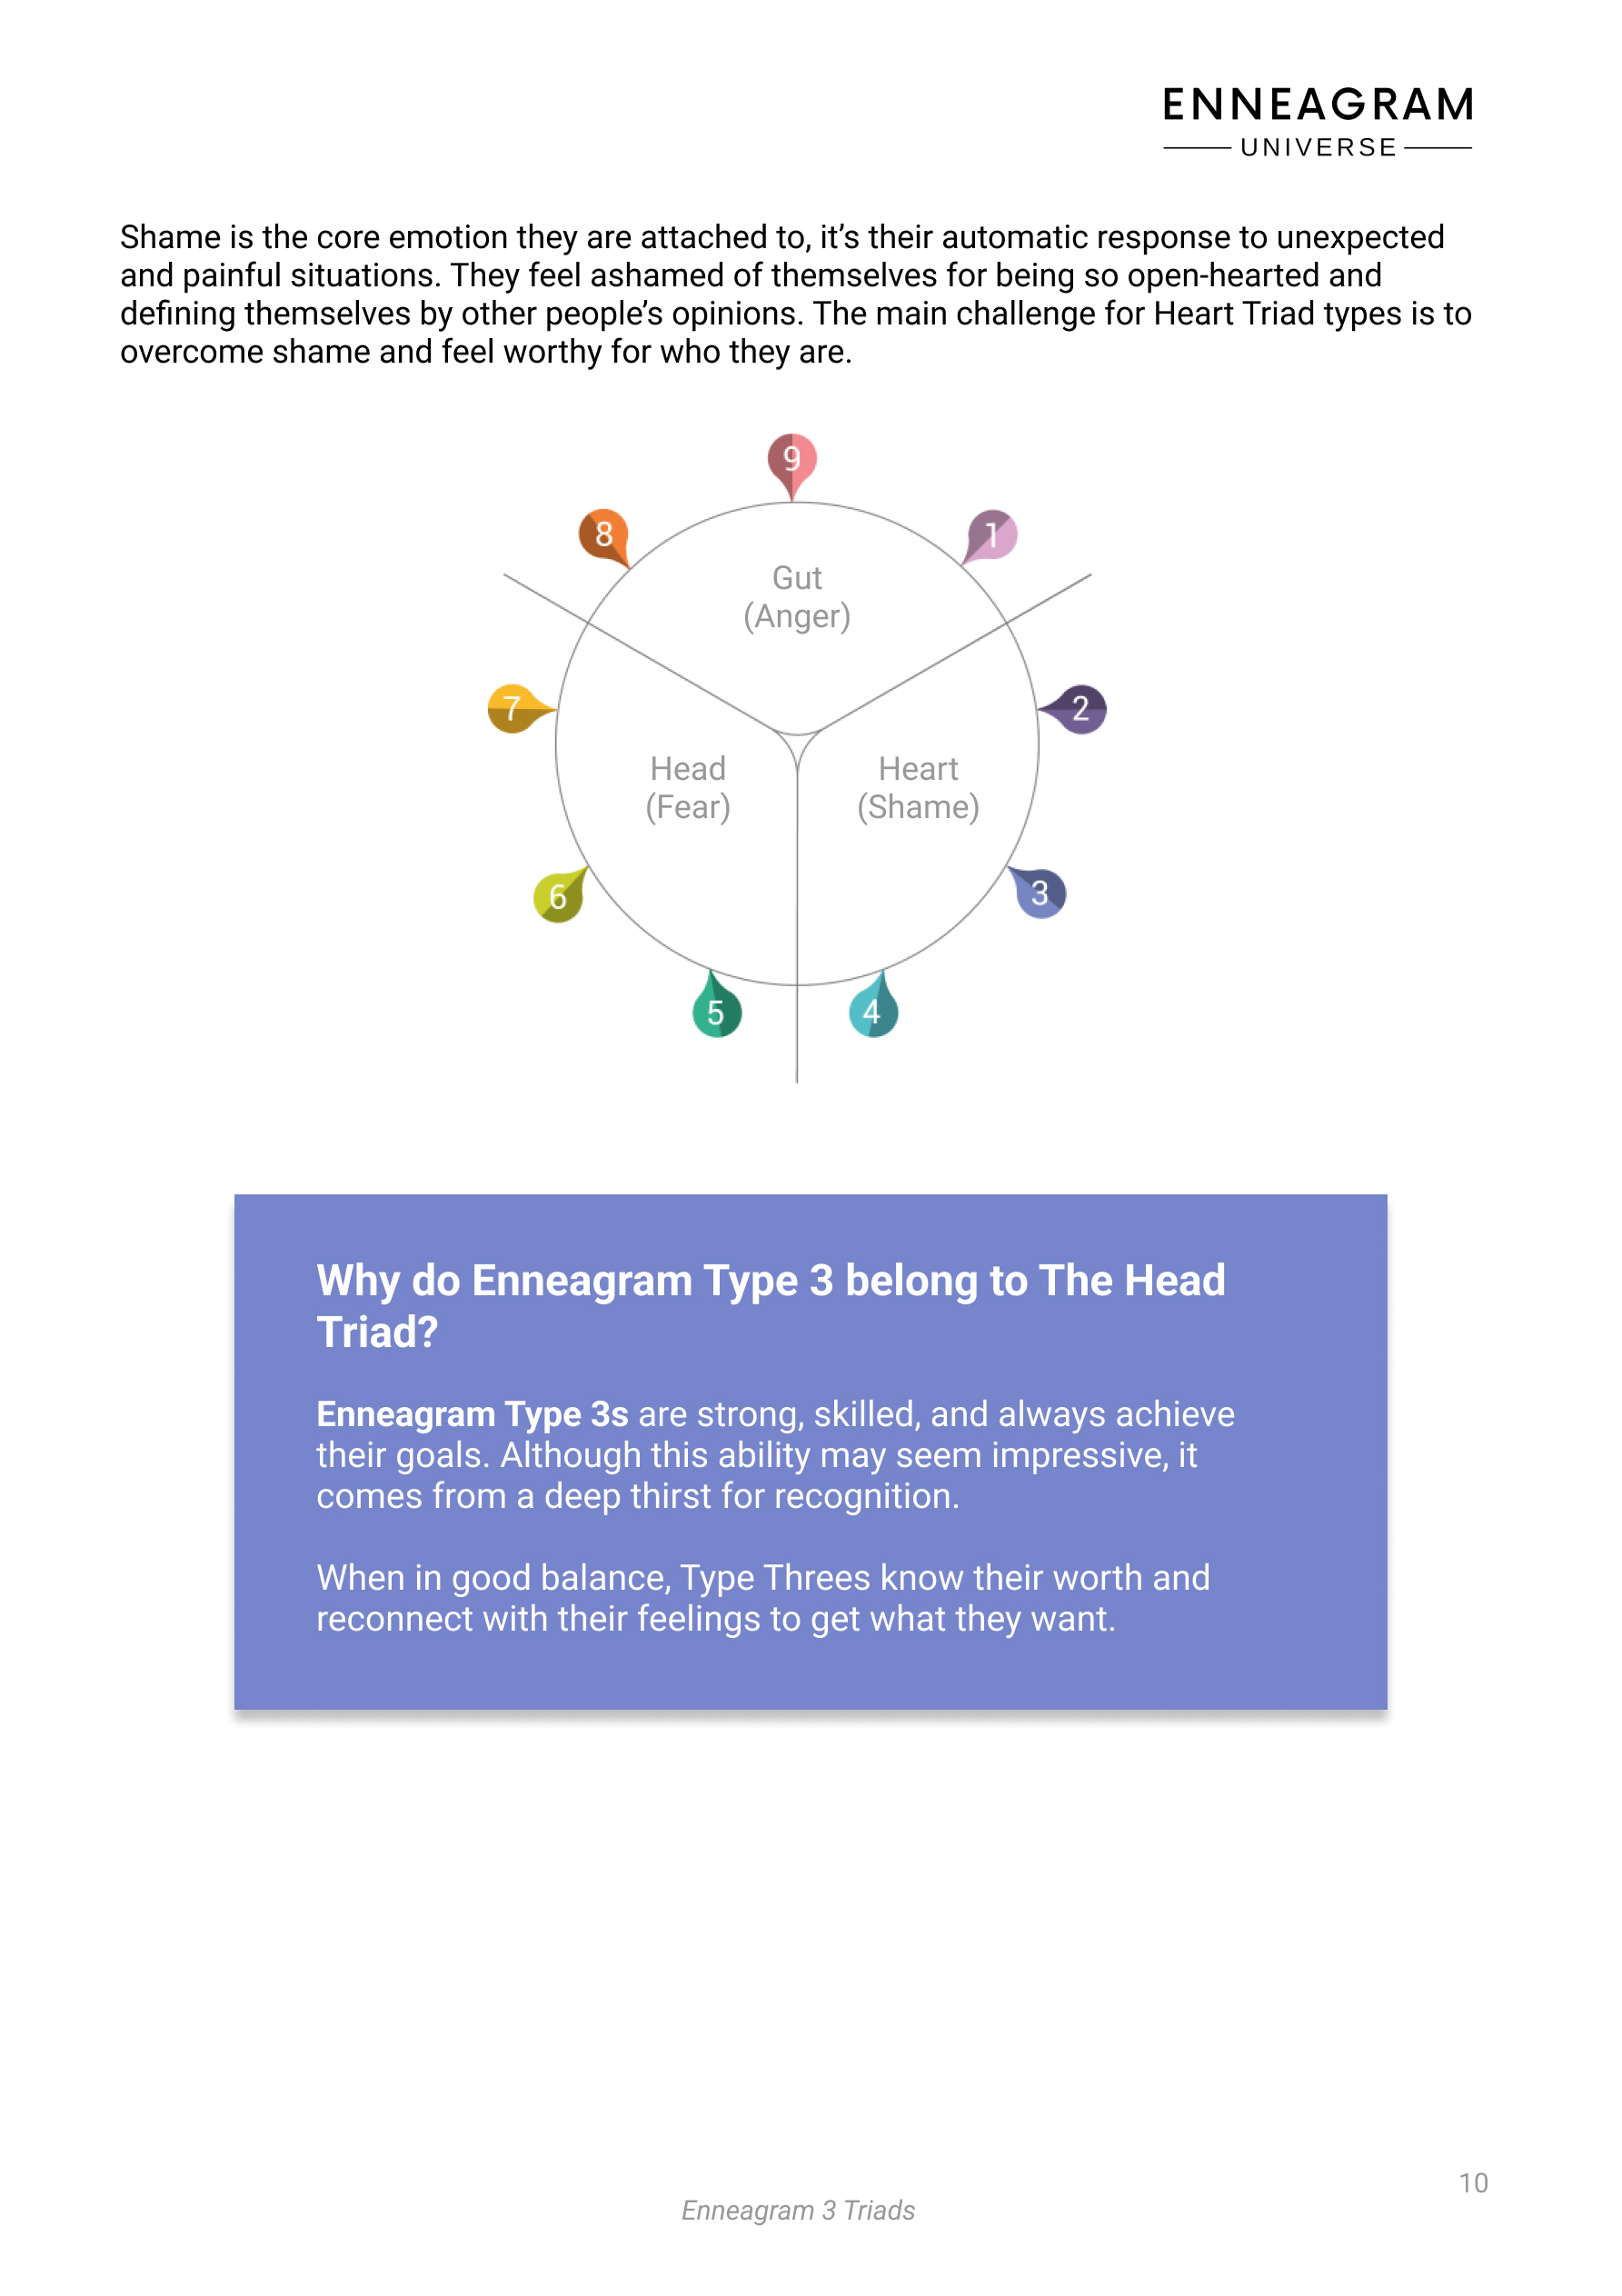 ENNEAGRAM
UNIVERSE
Shame is the core emotion they are attached to, it’s their automatic response to unexpected
and painful situations. They feel ashamed of themselves for being so open-hearted and
defining themselves by other people’s opinions. The main challenge for Heart Triad types is to
overcome shame and feel worthy for who they are.
9
8
1
Gut
(Anger)
7
2
Head
(Fear)
Heart
(Shame)
6
3
5
4
Why do Enneagram Type 3 belong to The Head
Triad?
Enneagram Type 3s are strong, skilled, and always achieve
their goals. Although this ability may seem impressive, it
comes from a deep thirst for recognition.
When in good balance, Type Threes know their worth and
reconnect with their feelings to get what they want.
10
Enneagram 3 Triads